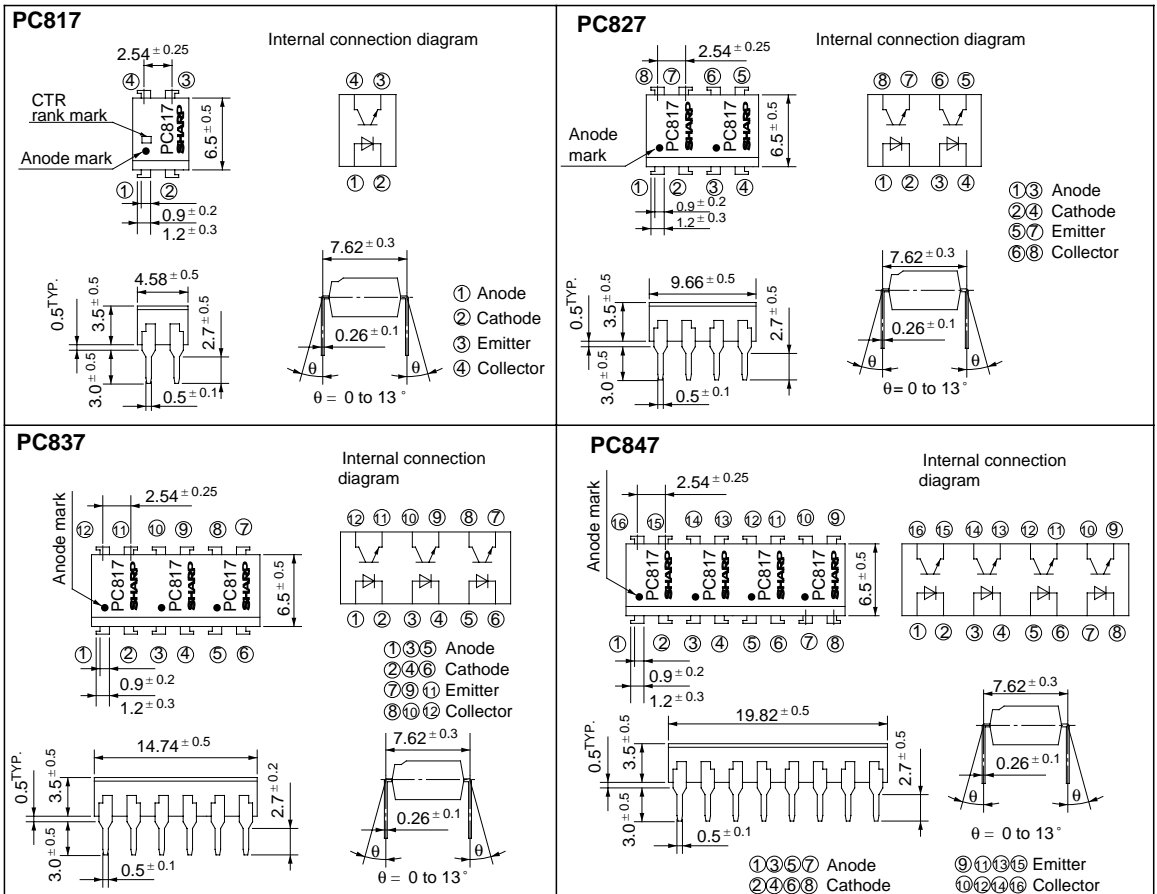 PC817
Internal connection diagram
2.54 ± 0.25
④ ③
CTR
rank mark
Anode mark
PC817
SHARP
6.5 ± 0.5
① ②
0.9 ± 0.2
1.2 ± 0.3
④ ③
① ②
4.58 ± 0.5
0.5 TYP.
3.5 ± 0.5
3.0 ± 0.5
2.7 ± 0.5
0.5 ± 0.1
7.62 ± 0.3
0.26 ± 0.1
θ θ
θ = 0 to 13 °
① Anode
② Cathode
③ Emitter
④ Collector
PC827
Internal connection diagram
2.54 ± 0.25
⑧ ⑦ ⑥ ⑤
Anode
mark
PC817
SHARP
PC817
SHARP
6.5 ± 0.5
① ② ③ ④
0.9 ± 0.2
1.2 ± 0.3
⑧ ⑦ ⑥ ⑤
① ② ③ ④
①③ Anode
②④ Cathode
⑤⑦ Emitter
⑥⑧ Collector
9.66 ± 0.5
0.5 TYP.
3.5 ± 0.5
3.0 ± 0.5
2.7 ± 0.5
0.5 ± 0.1
7.62 ± 0.3
0.26 ± 0.1
θ θ
θ = 0 to 13 °
PC837
Internal connection
diagram
Anode mark
2.54 ± 0.25
⑫ ⑪ ⑩ ⑨ ⑧ ⑦
PC817
SHARP
PC817
SHARP
PC817
SHARP
6.5 ± 0.5
① ② ③ ④ ⑤ ⑥
0.9 ± 0.2
1.2 ± 0.3
⑫ ⑪ ⑩ ⑨ ⑧ ⑦
① ② ③ ④ ⑤ ⑥
①③⑤ Anode
②④⑥ Cathode
⑦⑨⑪ Emitter
⑧⑩⑫ Collector
14.74 ± 0.5
0.5 TYP.
3.5 ± 0.5
3.0 ± 0.5
2.7 ± 0.2
0.5 ± 0.1
7.62 ± 0.3
0.26 ± 0.1
θ θ
θ = 0 to 13 °
PC847
Internal connection
diagram
Anode mark
2.54 ± 0.25
⑯ ⑮ ⑭ ⑬ ⑫ ⑪ ⑩ ⑨
PC817
SHARP
PC817
SHARP
PC817
SHARP
PC817
SHARP
6.5 ± 0.5
① ② ③ ④ ⑤ ⑥ ⑦ ⑧
0.9 ± 0.2
1.2 ± 0.3
⑯ ⑮ ⑭ ⑬ ⑫ ⑪ ⑩ ⑨
① ② ③ ④ ⑤ ⑥ ⑦ ⑧
19.82 ± 0.5
0.5 TYP.
3.5 ± 0.5
3.0 ± 0.5
2.7 ± 0.5
0.5 ± 0.1
7.62 ± 0.3
0.26 ± 0.1
θ θ
θ = 0 to 13 °
①③⑤⑦ Anode
②④⑥⑧ Cathode
⑨⑪⑬⑮ Emitter
⑩⑫⑭⑯ Collector